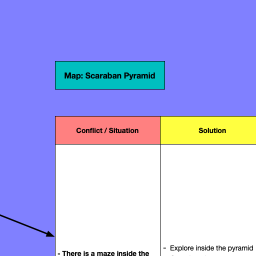 Map: Scaraban Pyramid
Conflict / Situation
Solution
- Explore inside the pyramid
- There is a maze inside the